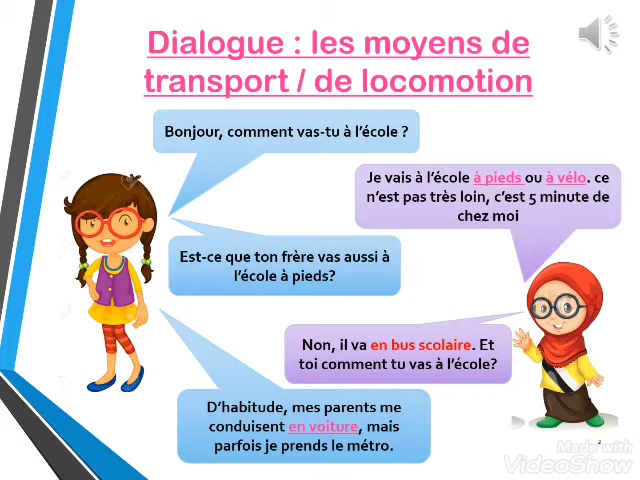 Dialogue : les moyens de
transport / de locomotion
Bonjour, comment vas-tu à l'école ?
Je vais à l'école à pieds ou à vélo. ce
n'est pas très loin, c'est 5 minute de
chez moi
Est-ce que ton frère vas aussi à
l'école à pieds?
Non, il va en bus scolaire. Et
toi comment tu vas à l'école?
D'habitude, mes parents me
conduisent en voiture, mais
parfois je prends le métro.
2
Made with
VideoShow